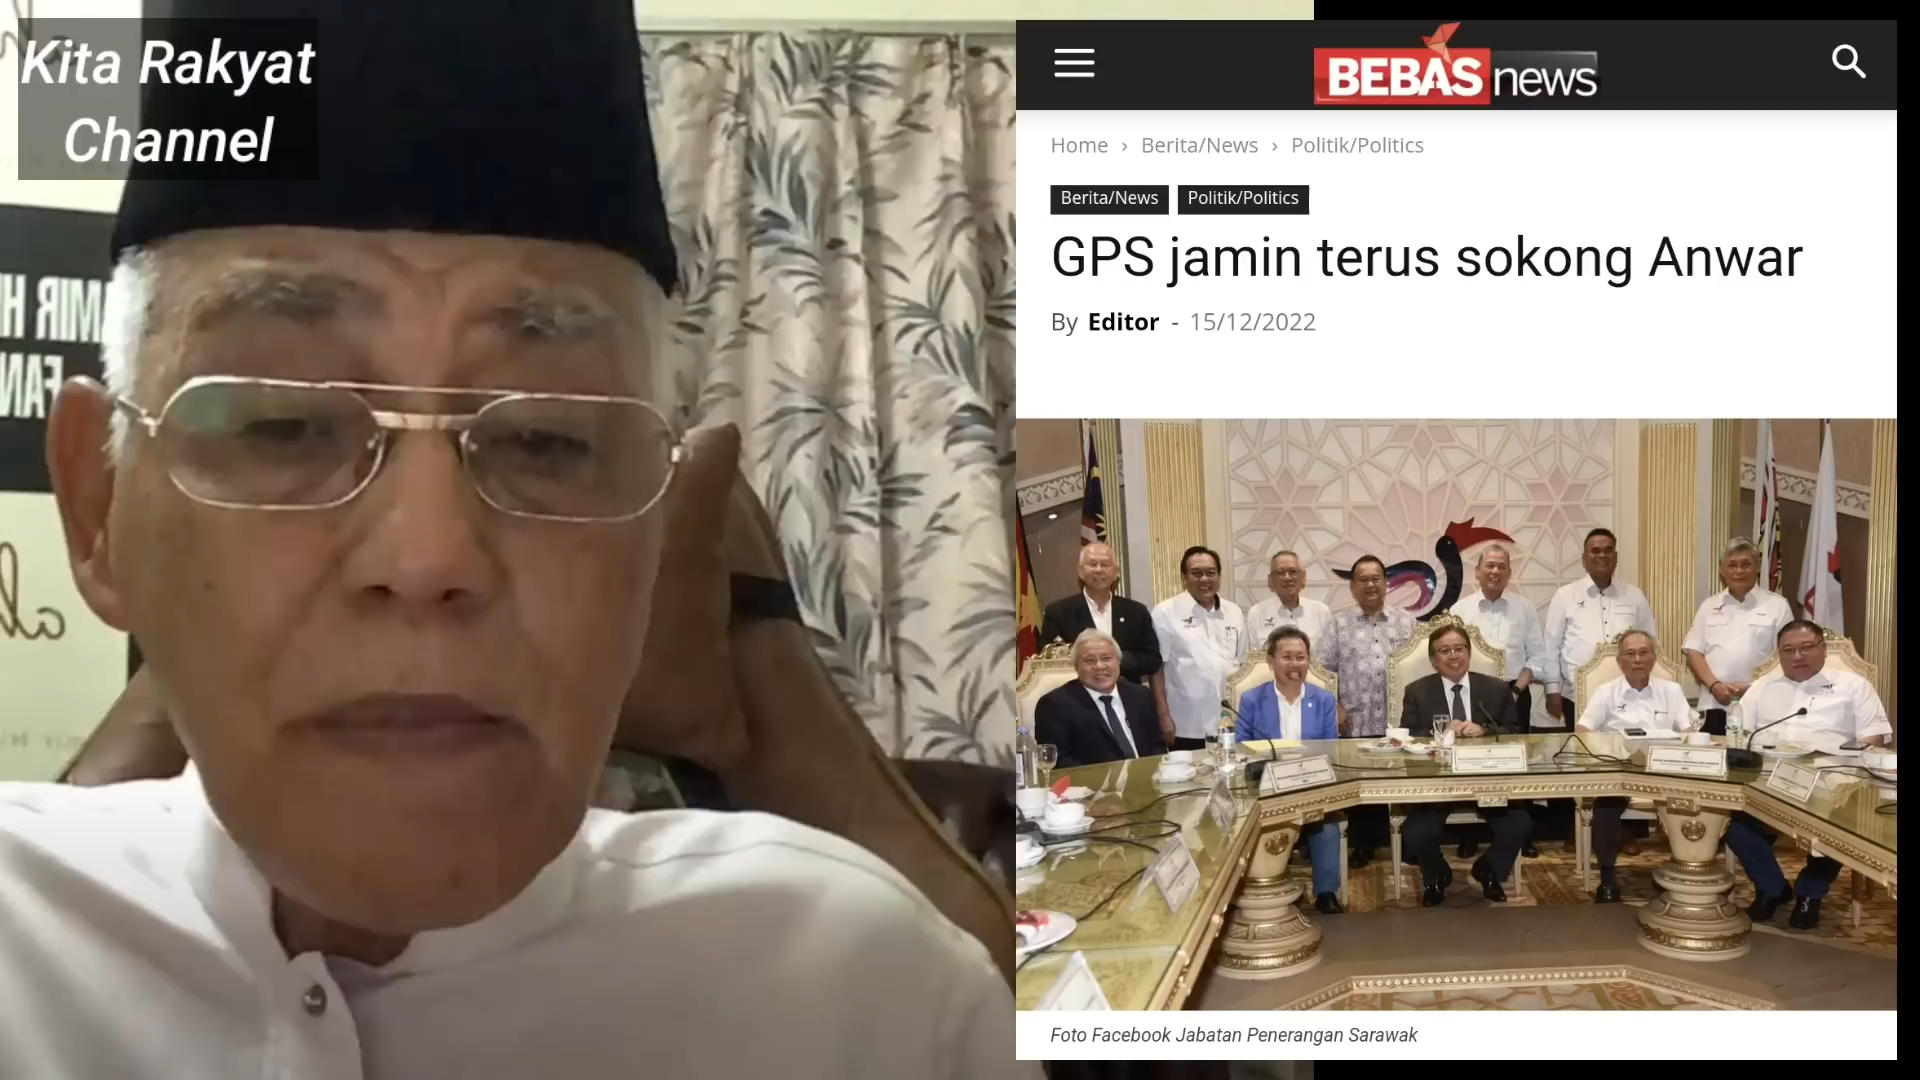 Kita Rakyat
Channel
BEBAS news
Home › Berita/News › Politik/Politics
Berita/News Politik/Politics
GPS jamin terus sokong Anwar
By Editor - 15/12/2022
Foto Facebook Jabatan Penerangan Sarawak